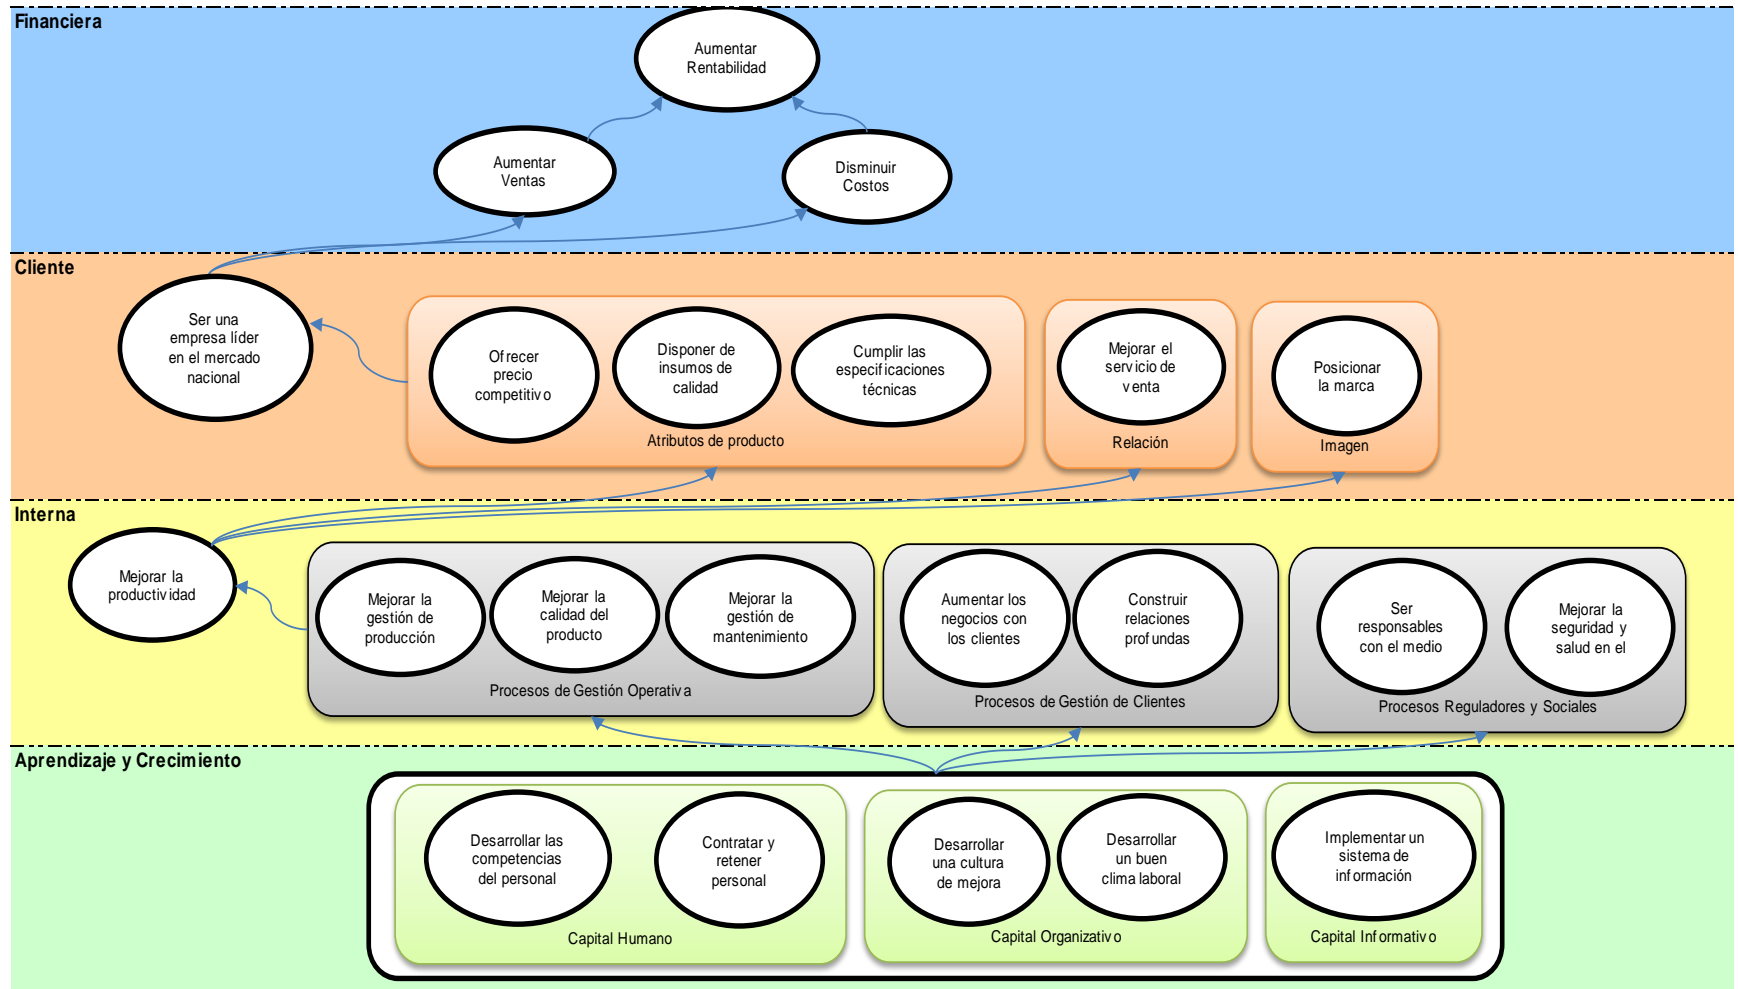 Financiera
Aumentar
Rentabilidad
Aumentar
Ventas
Disminuir
Costos
Cliente
Ser una
empresa líder
en el mercado
nacional
Ofrecer
precio
competitivo
Disponer de
insumos de
calidad
Cumplir las
especificaciones
técnicas
Atributos de producto
Mejorar el
servicio de
venta
Relación
Posicionar
la marca
Imagen
Interna
Mejorar la
productividad
Mejorar la
gestión de
producción
Mejorar la
calidad del
producto
Mejorar la
gestión de
mantenimiento
Procesos de Gestión Operativa
Aumentar los
negocios con
los clientes
Construir
relaciones
profundas
Procesos de Gestión de Clientes
Ser
responsables
con el medio
Mejorar la
seguridad y
salud en el
Procesos Reguladores y Sociales
Aprendizaje y Crecimiento
Desarrollar las
competencias
del personal
Contratar y
retener
personal
Capital Humano
Desarrollar
una cultura
de mejora
Desarrollar
un buen
clima laboral
Capital Organizativo
Implementar un
sistema de
información
Capital Informativo